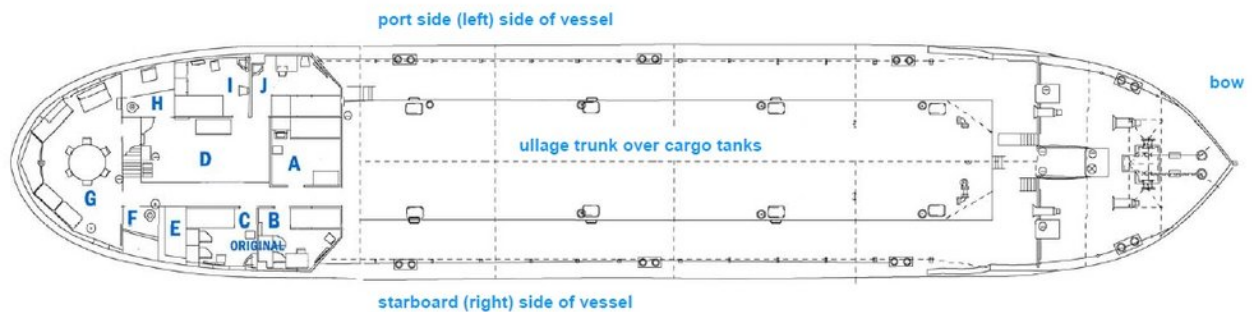 port side (left) side of vessel
I J
bow
H
ullage trunk over cargo tanks
D A
G
F E C B
ORIGINAL
starboard (right) side of vessel